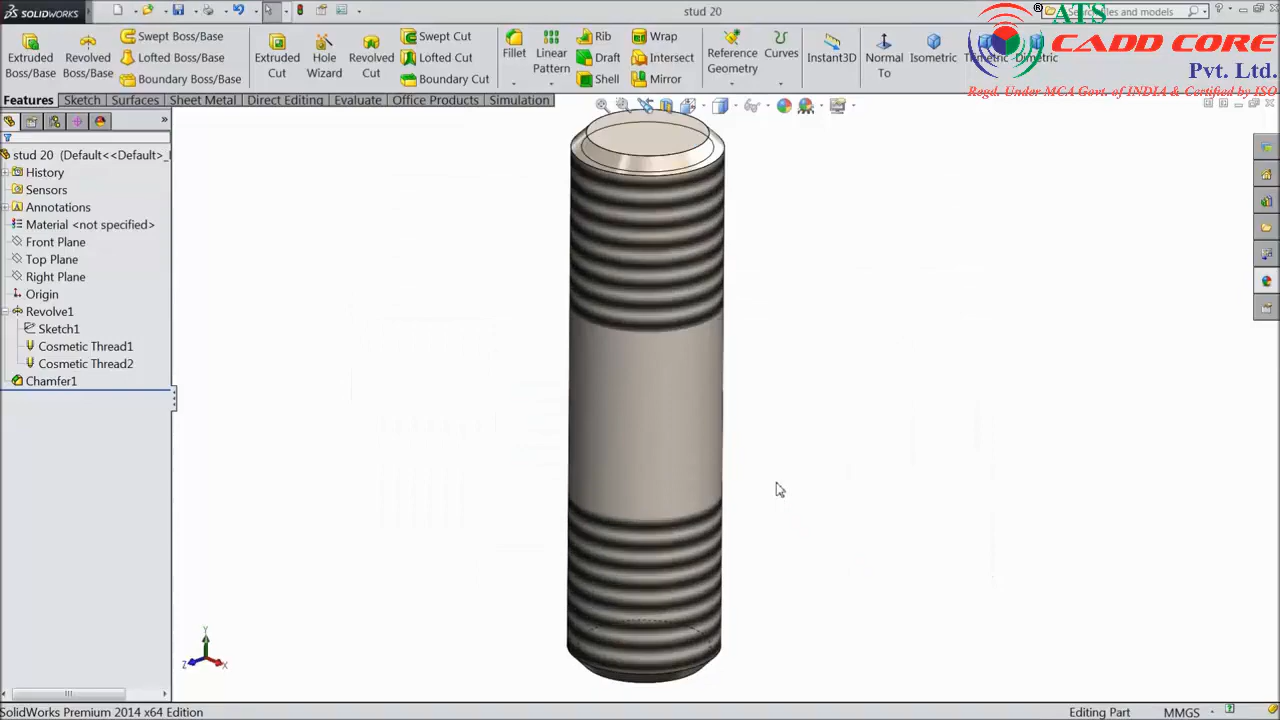 SOLIDWORKS
stud 20
Search files and models
® ATS
CADD CORE
Pvt. Ltd.
Regd. Under MCA Govt. of INDIA & Certified by ISO
Extruded Boss/Base
Revolved Boss/Base
Swept Boss/Base
Lofted Boss/Base
Boundary Boss/Base
Extruded Cut
Hole Wizard
Revolved Cut
Swept Cut
Lofted Cut
Boundary Cut
Fillet
Linear Pattern
Rib
Draft
Shell
Wrap
Intersect
Mirror
Reference Geometry
Curves
Instant3D
Normal To
Isometric
Dimetric
Features
Sketch
Surfaces
Sheet Metal
Direct Editing
Evaluate
Office Products
Simulation
stud 20 (Default<<Default>_
History
Sensors
Annotations
Material <not specified>
Front Plane
Top Plane
Right Plane
Origin
Revolve1
Sketch1
Cosmetic Thread1
Cosmetic Thread2
Chamfer1
Y
Z
X
SolidWorks Premium 2014 x64 Edition
Editing Part
MMGS